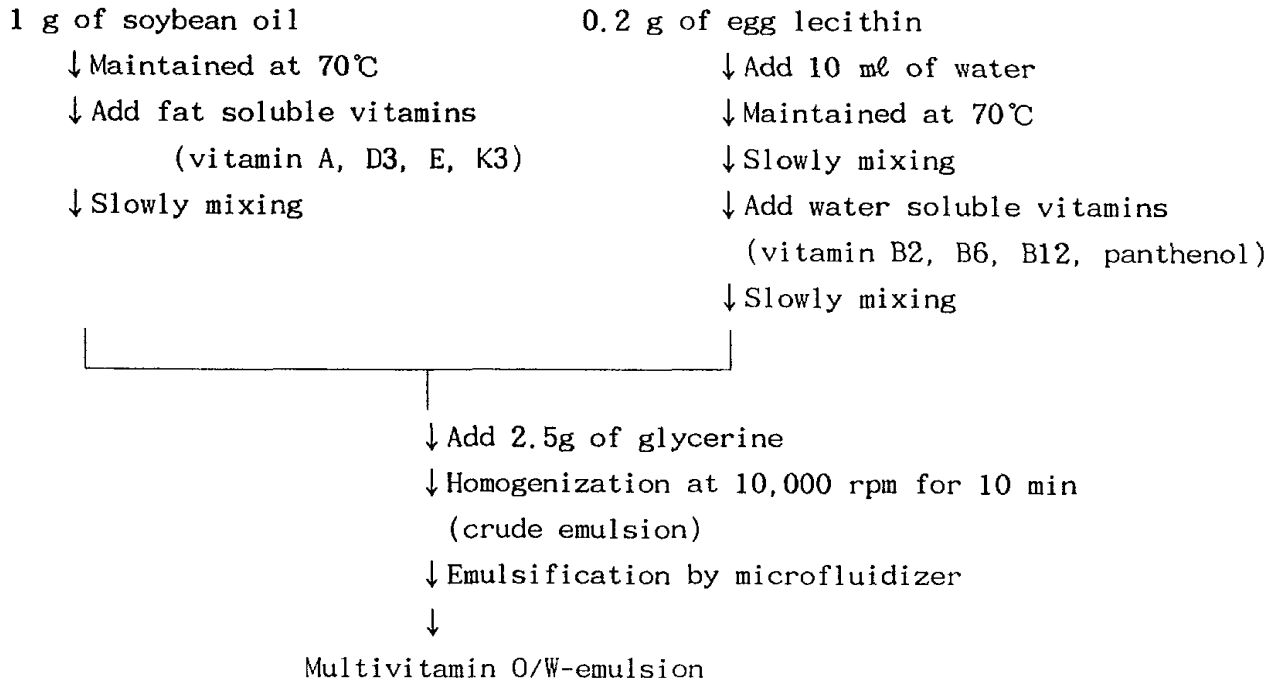 1 g of soybean oil
↓Maintained at 70℃
↓Add fat soluble vitamins
(vitamin A, D3, E, K3)
↓Slowly mixing
0.2 g of egg lecithin
↓Add 10 mℓ of water
↓Maintained at 70℃
↓Slowly mixing
↓Add water soluble vitamins
(vitamin B2, B6, B12, panthenol)
↓Slowly mixing
↓Add 2.5g of glycerine
↓Homogenization at 10,000 rpm for 10 min
(crude emulsion)
↓Emulsification by microfluidizer
↓
Multivitamin O/W-emulsion